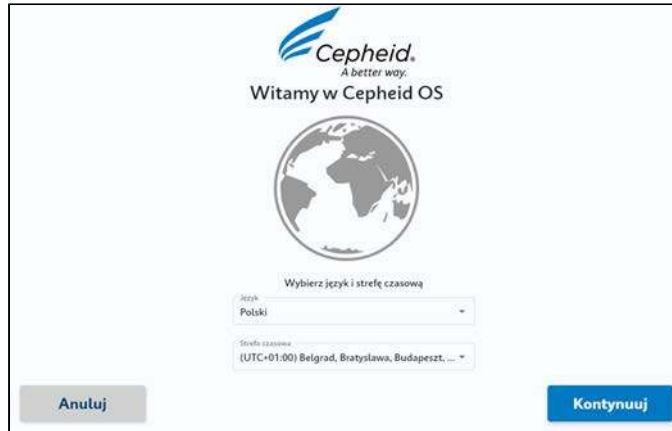 Cepheid.
A better way.
Witamy w Cepheid OS
Wybierz język i strefę czasową
Język
Polski
Strefa czasowa
(UTC+01:00) Belgrad, Bratysława, Budapeszt, ...
Anuluj
Kontynuuj